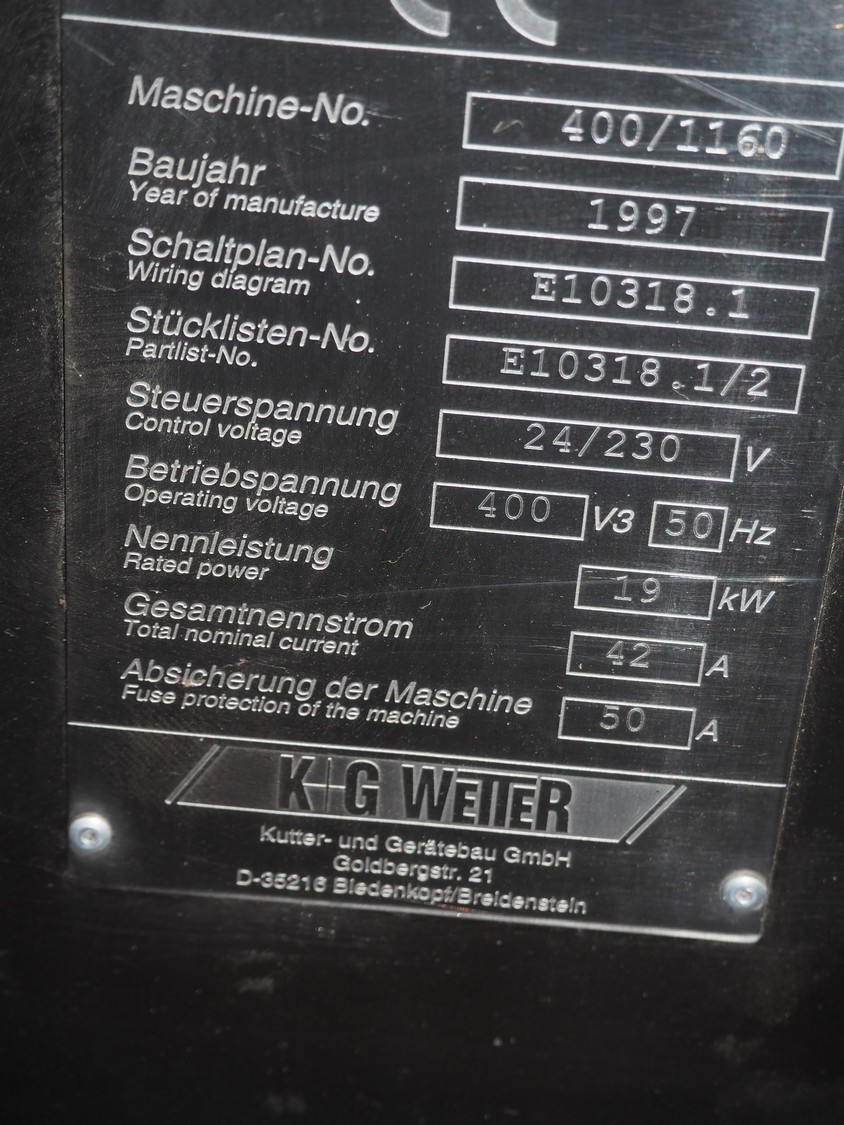 CE
Maschine-No. 400/1160
Baujahr
Year of manufacture 1997
Schaltplan-No.
Wiring diagram E10318.1
Stücklisten-No.
Partlist-No. E10318.1/2
Steuerspannung
Control voltage 24/230 V
Betriebspannung
Operating voltage 400 V3 50 Hz
Nennleistung
Rated power 19 kW
Gesamtnennstrom
Total nominal current 42 A
Absicherung der Maschine
Fuse protection of the machine 50 A
K+G WETTER
Kutter- und Gerätebau GmbH
Goldbergstr. 21
D-35216 Biedenkopf/Breidenstein